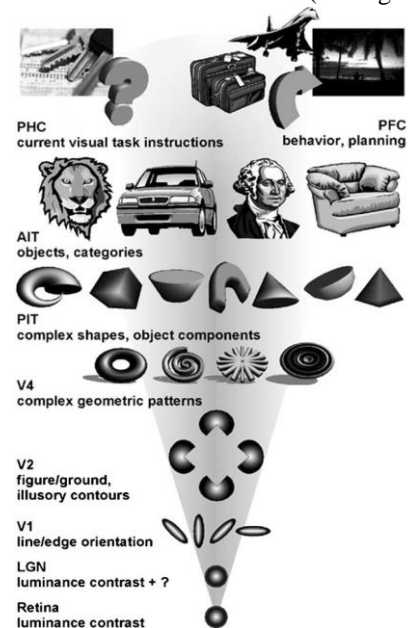 PHC
current visual task instructions
PFC
behavior, planning
AIT
objects, categories
PIT
complex shapes, object components
V4
complex geometric patterns
V2
figure/ground,
illusory contours
V1
line/edge orientation
LGN
luminance contrast + ?
Retina
luminance contrast